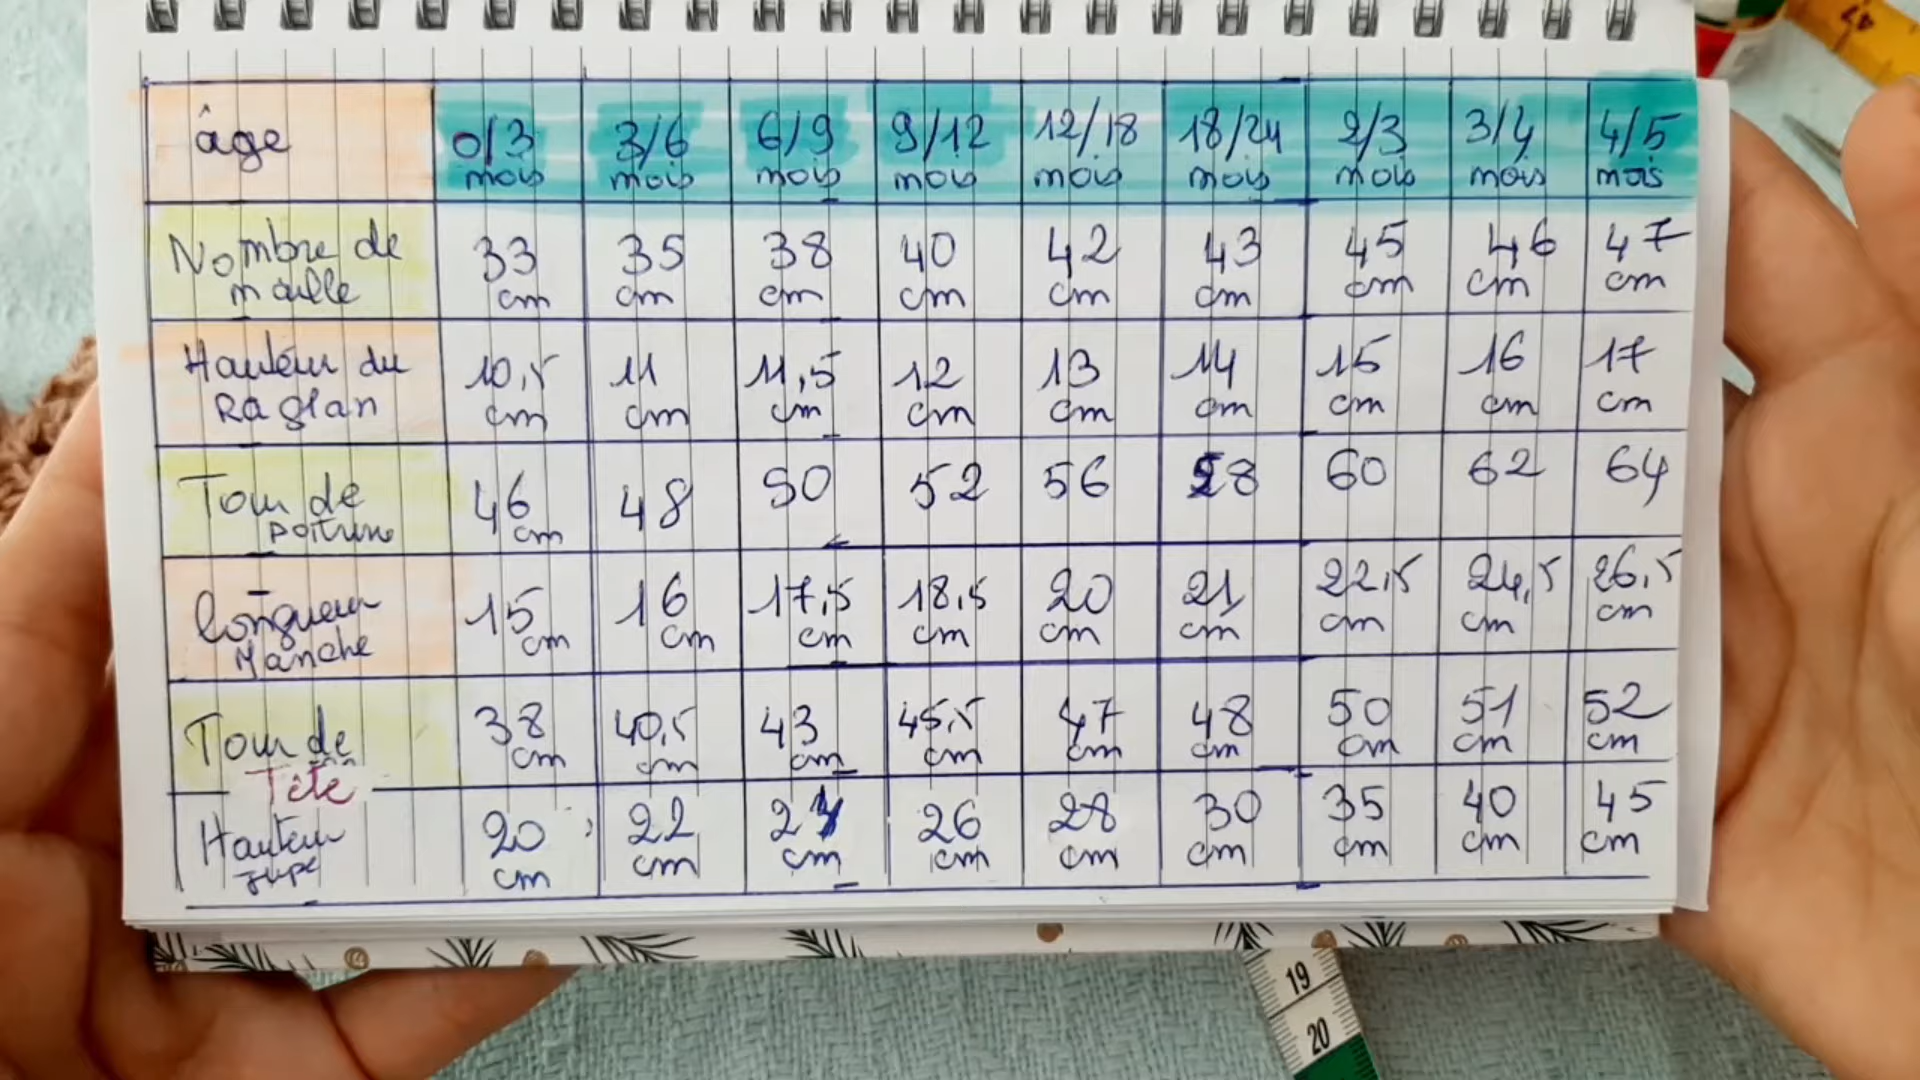 âge 0/3 mois 3/6 mois 6/9 mois 9/12 mois 12/18 mois 18/24 mois 2/3 mois 3/4 mois 4/5 mois
Nombre de maille 33 cm 35 cm 38 cm 40 cm 42 cm 43 cm 45 cm 46 cm 47 cm
Hauteur du Raglan 10,5 cm 11 cm 11,5 cm 12 cm 13 cm 14 cm 15 cm 16 cm 17 cm
Tour de poitrine 46 cm 48 50 52 56 58 60 62 64
Longueur Manche 15 cm 16 cm 17,5 cm 18,5 cm 20 cm 21 cm 22,5 cm 24,5 cm 26,5 cm
Tour de Tête 38 cm 40,5 cm 43 cm 45,5 cm 47 cm 48 cm 50 cm 51 cm 52 cm
Hauteur jupe 20 cm 22 cm 24 cm 26 cm 28 cm 30 cm 35 cm 40 cm 45 cm
19
20
47